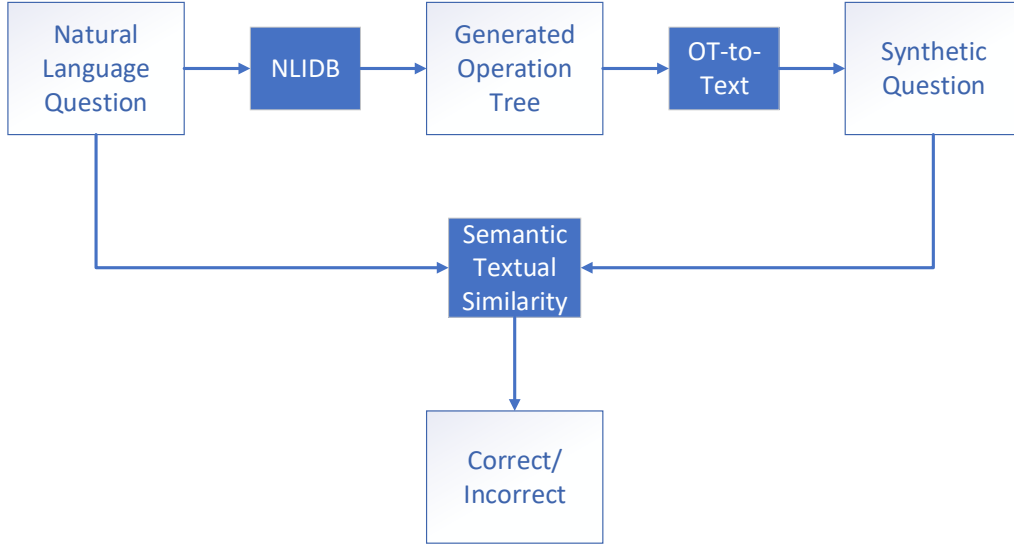 Natural
Language
Question
NLIDB
Generated
Operation
Tree
OT-to-
Text
Synthetic
Question
Semantic
Textual
Similarity
Correct/
Incorrect